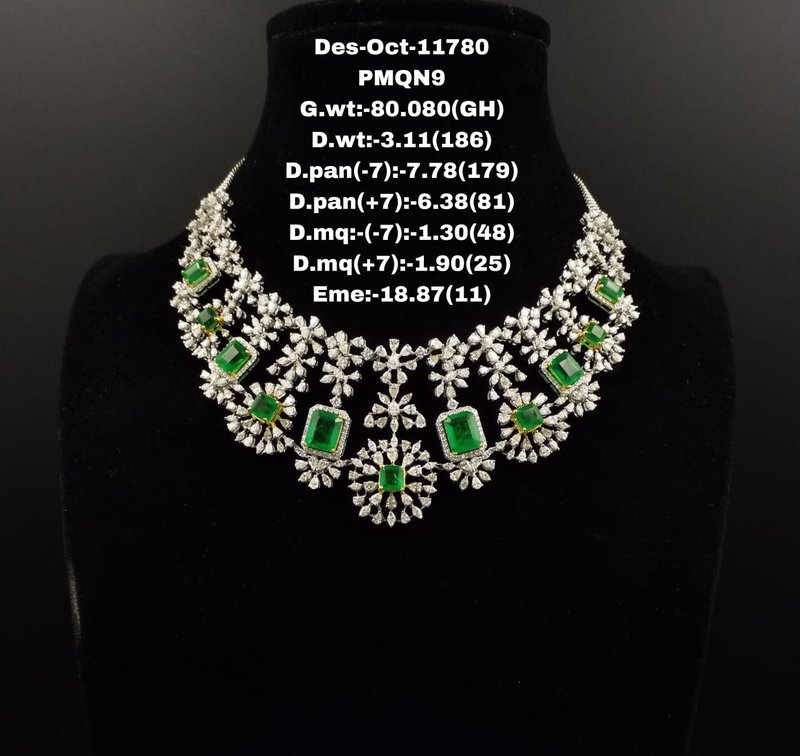 Des-Oct-11780
PMQN9
G.wt:-80.080(GH)
D.wt:-3.11(186)
D.pan(-7):-7.78(179)
D.pan(+7):-6.38(81)
D.mq:-(-7):-1.30(48)
D.mq(+7):-1.90(25)
Eme:-18.87(11)